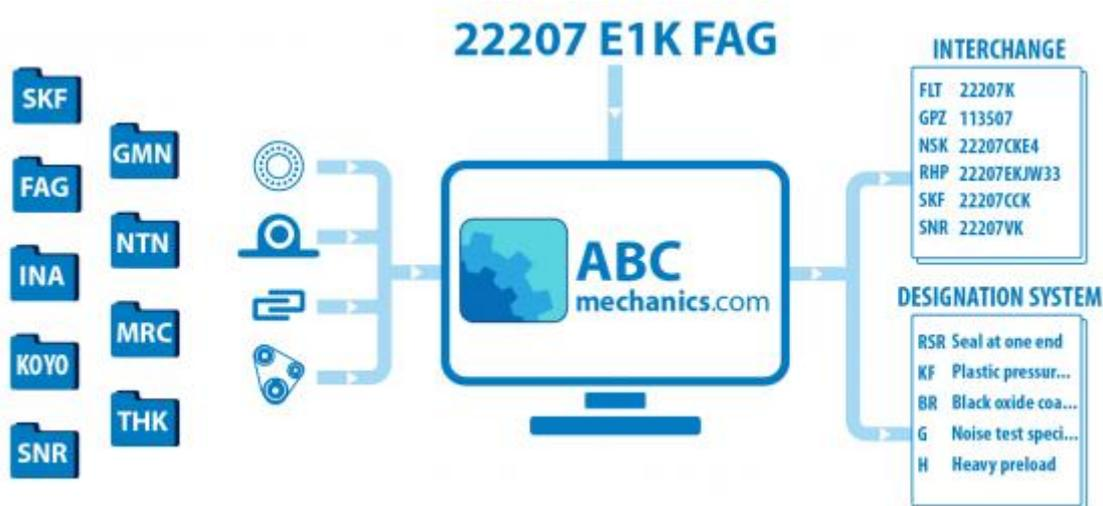 22207 E1K FAG
SKF
GMN
FAG
NTN
INA
MRC
KOYO
THK
SNR
ABC
mechanics.com
INTERCHANGE
FLT 22207K
GPZ 113507
NSK 22207CKE4
RHP 22207EKJW33
SKF 22207CCK
SNR 22207VK
DESIGNATION SYSTEM
RSR Seal at one end
KF Plastic pressur...
BR Black oxide coa...
G Noise test speci...
H Heavy preload